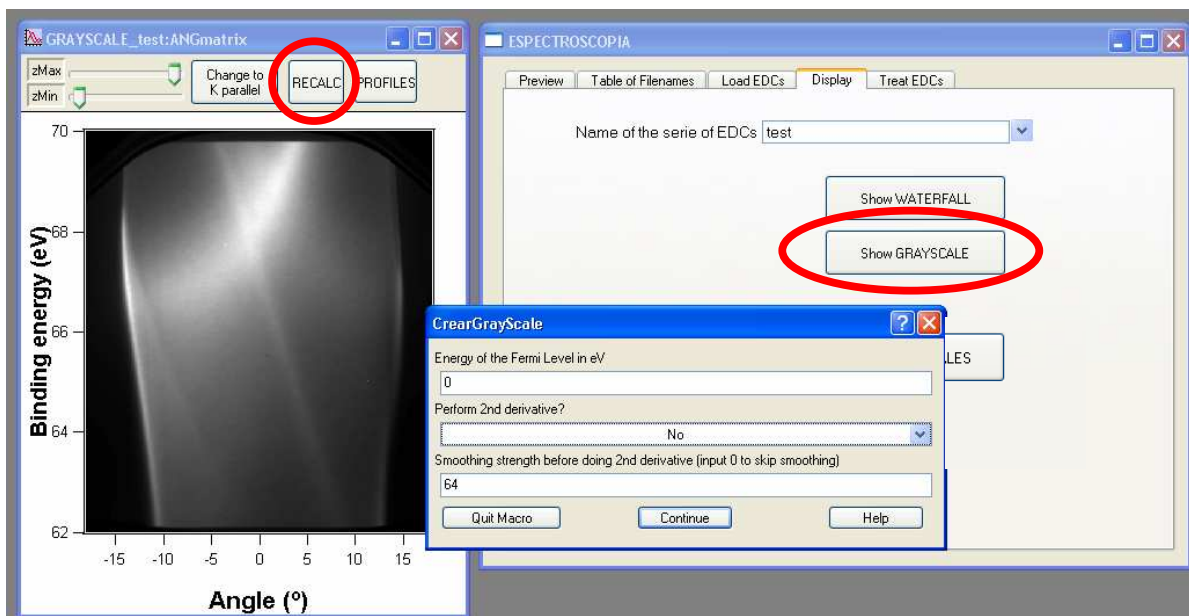 GRAYSCALE_test:ANGmatrix
zMax
zMin
Change to
K parallel
RECALC
PROFILES
70
68
66
64
62
Binding energy (eV)
-15 -10 -5 0 5 10 15
Angle (º)
ESPECTROSCOPIA
Preview Table of Filenames Load EDCs Display Treat EDCs
Name of the serie of EDCs test
Show WATERFALL
Show GRAYSCALE
LES
CrearGrayScale
Energy of the Fermi Level in eV
0
Perform 2nd derivative?
No
Smoothing strength before doing 2nd derivative (input 0 to skip smoothing)
64
Quit Macro Continue Help